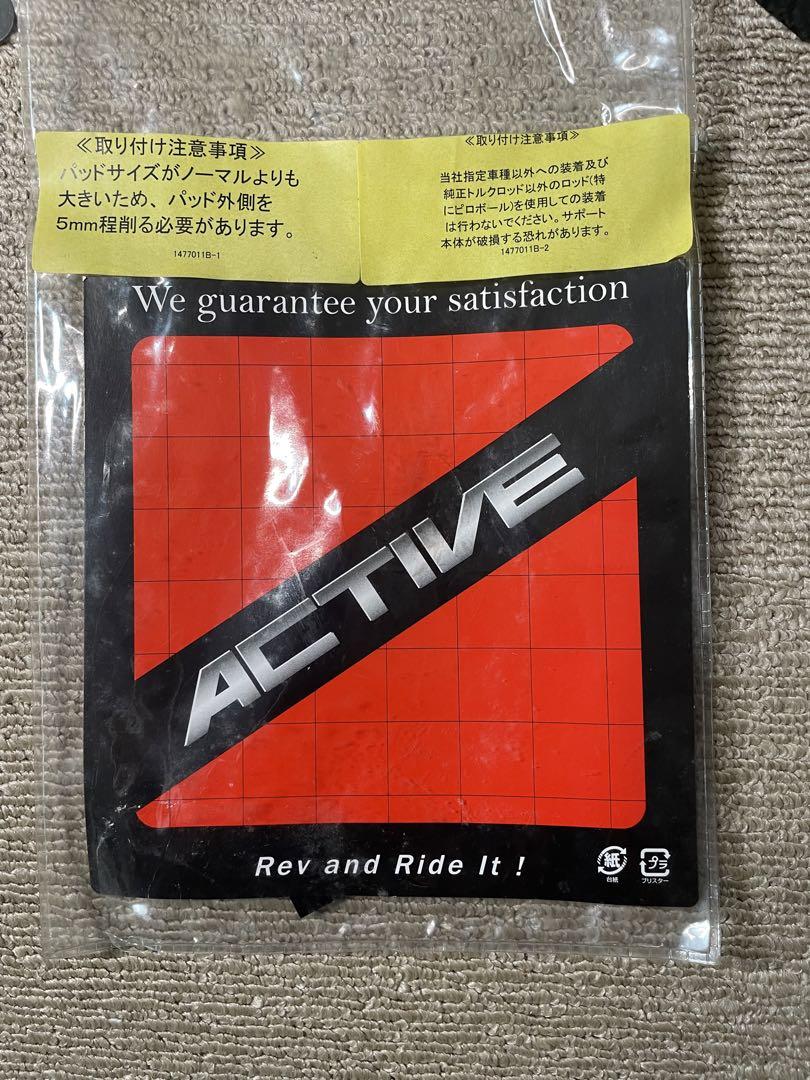 ≪取り付け注意事項≫
パッドサイズがノーマルよりも
大きいため、パッド外側を
5mm程削る必要があります。
1477011B-1
≪取り付け注意事項≫
当社指定車種以外への装着及び
純正トルクロッド以外のロッド(特
にピロボール)を使用しての装着
は行わないでください。サポート
本体が破損する恐れがあります。
1477011B-2
We guarantee your satisfaction
ACTIVE
Rev and Ride It !
紙
台紙
プラ
ブリスター